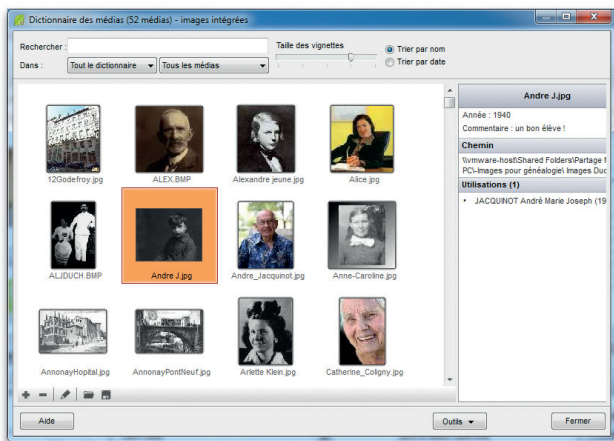 Dictionnaire des médias (52 médias) - images intégrées
Rechercher :
Dans :
Tout le dictionnaire
Tous les médias
Taille des vignettes
Trier par nom
Trier par date
12Godefroy.jpg
ALEX.BMP
Alexandre jeune.jpg
Alice.jpg
ALJDUCH.BMP
Andre J.jpg
Andre_Jacquinot.jpg
Anne-Caroline.jpg
AnnonayHopital.jpg
AnnonayPontNeuf.jpg
Arlette Klein.jpg
Catherine_Coligny.jpg
Andre J.jpg
Année : 1940
Commentaire : un bon élève !
Chemin
\\vmware-host\Shared Folders\Partage
PC\-Images pour généalogie\ Images Duc
Utilisations (1)
• JACQUINOT André Marie Joseph (19
Aide
Outils
Fermer